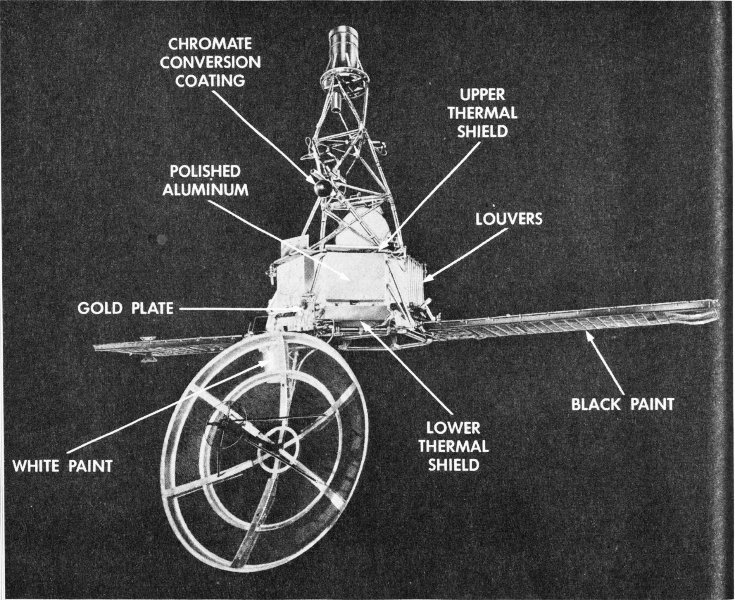 CHROMATE
CONVERSION
COATING
UPPER
THERMAL
SHIELD
POLISHED
ALUMINUM
LOUVERS
GOLD PLATE
BLACK PAINT
LOWER
THERMAL
SHIELD
WHITE PAINT